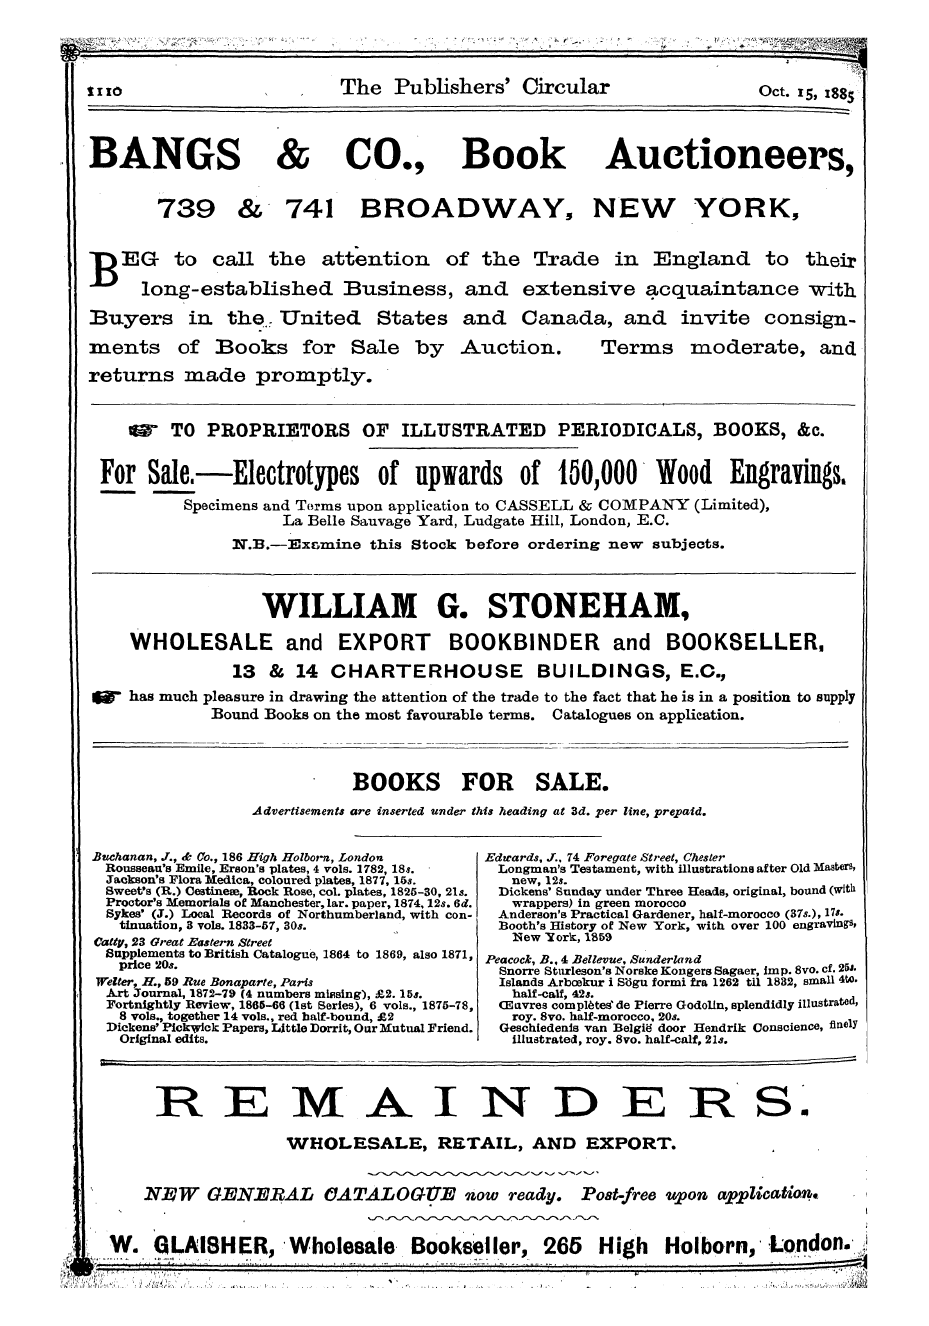 1110
The Publishers' Circular
Oct. 15, 1885
BANGS & CO., Book Auctioneers,
739 & 741 BROADWAY, NEW YORK,
BEG to call the attention of the Trade in England to their
long-established Business, and extensive acquaintance with
Buyers in the United States and Canada, and invite consign-
ments of Books for Sale by Auction. Terms moderate, and
returns made promptly.
☛ TO PROPRIETORS OF ILLUSTRATED PERIODICALS, BOOKS, &c.
For Sale.—Electrotypes of upwards of 150,000 Wood Engravings.
Specimens and Terms upon application to CASSELL & COMPANY (Limited),
La Belle Sauvage Yard, Ludgate Hill, London, E.C.
N.B.—Examine this Stock before ordering new subjects.
WILLIAM G. STONEHAM,
WHOLESALE and EXPORT BOOKBINDER and BOOKSELLER,
13 & 14 CHARTERHOUSE BUILDINGS, E.C.,
☛ has much pleasure in drawing the attention of the trade to the fact that he is in a position to supply
Bound Books on the most favourable terms. Catalogues on application.
BOOKS FOR SALE.
Advertisements are inserted under this heading at 3d. per line, prepaid.
Buchanan, J., & Co., 186 High Holborn, London
Rousseau's Emile, Erson's plates, 4 vols. 1782, 18s.
Jackson's Flora Medica, coloured plates, 1877, 15s.
Sweet's (R.) Cestineæ, Rock Rose, col. plates, 1825-30, 21s.
Proctor's Memorials of Manchester, lar. paper, 1874, 12s. 6d.
Sykes' (J.) Local Records of Northumberland, with con-
tinuation, 3 vols. 1833-57, 30s.
Catty, 23 Great Eastern Street
Supplements to British Catalogue, 1864 to 1869, also 1871,
price 20s.
Welter, H., 59 Rue Bonaparte, Paris
Art Journal, 1872-79 (4 numbers missing), £2. 15s.
Fortnightly Review, 1865-66 (1st Series), 6 vols., 1875-78,
8 vols., together 14 vols., red half-bound, £2
Dickens' Pickwick Papers, Little Dorrit, Our Mutual Friend.
Original edits.
Edwards, J., 74 Foregate Street, Chester
Longman's Testament, with illustrations after Old Masters,
new, 12s.
Dickens' Sunday under Three Heads, original, bound (with
wrappers) in green morocco
Anderson's Practical Gardener, half-morocco (37s.), 17s.
Booth's History of New York, with over 100 engravings,
New York, 1859
Peacock, B., 4 Bellevue, Sunderland
Snorre Sturleson's Norske Kongers Sagaer, imp. 8vo. cf. 25s.
Islands Arbœkur i Sögu formi fra 1262 til 1832, small 4to.
half-calf, 42s.
Œuvres complètes de Pierre Godolin, splendidly illustrated,
roy. 8vo. half-morocco, 20s.
Geschiedenis van België door Hendrik Conscience, finely
illustrated, roy. 8vo. half-calf, 21s.
REMAINDERS.
WHOLESALE, RETAIL, AND EXPORT.
NEW GENERAL CATALOGUE now ready. Post-free upon application.
W. GLAISHER, Wholesale Bookseller, 265 High Holborn, London.